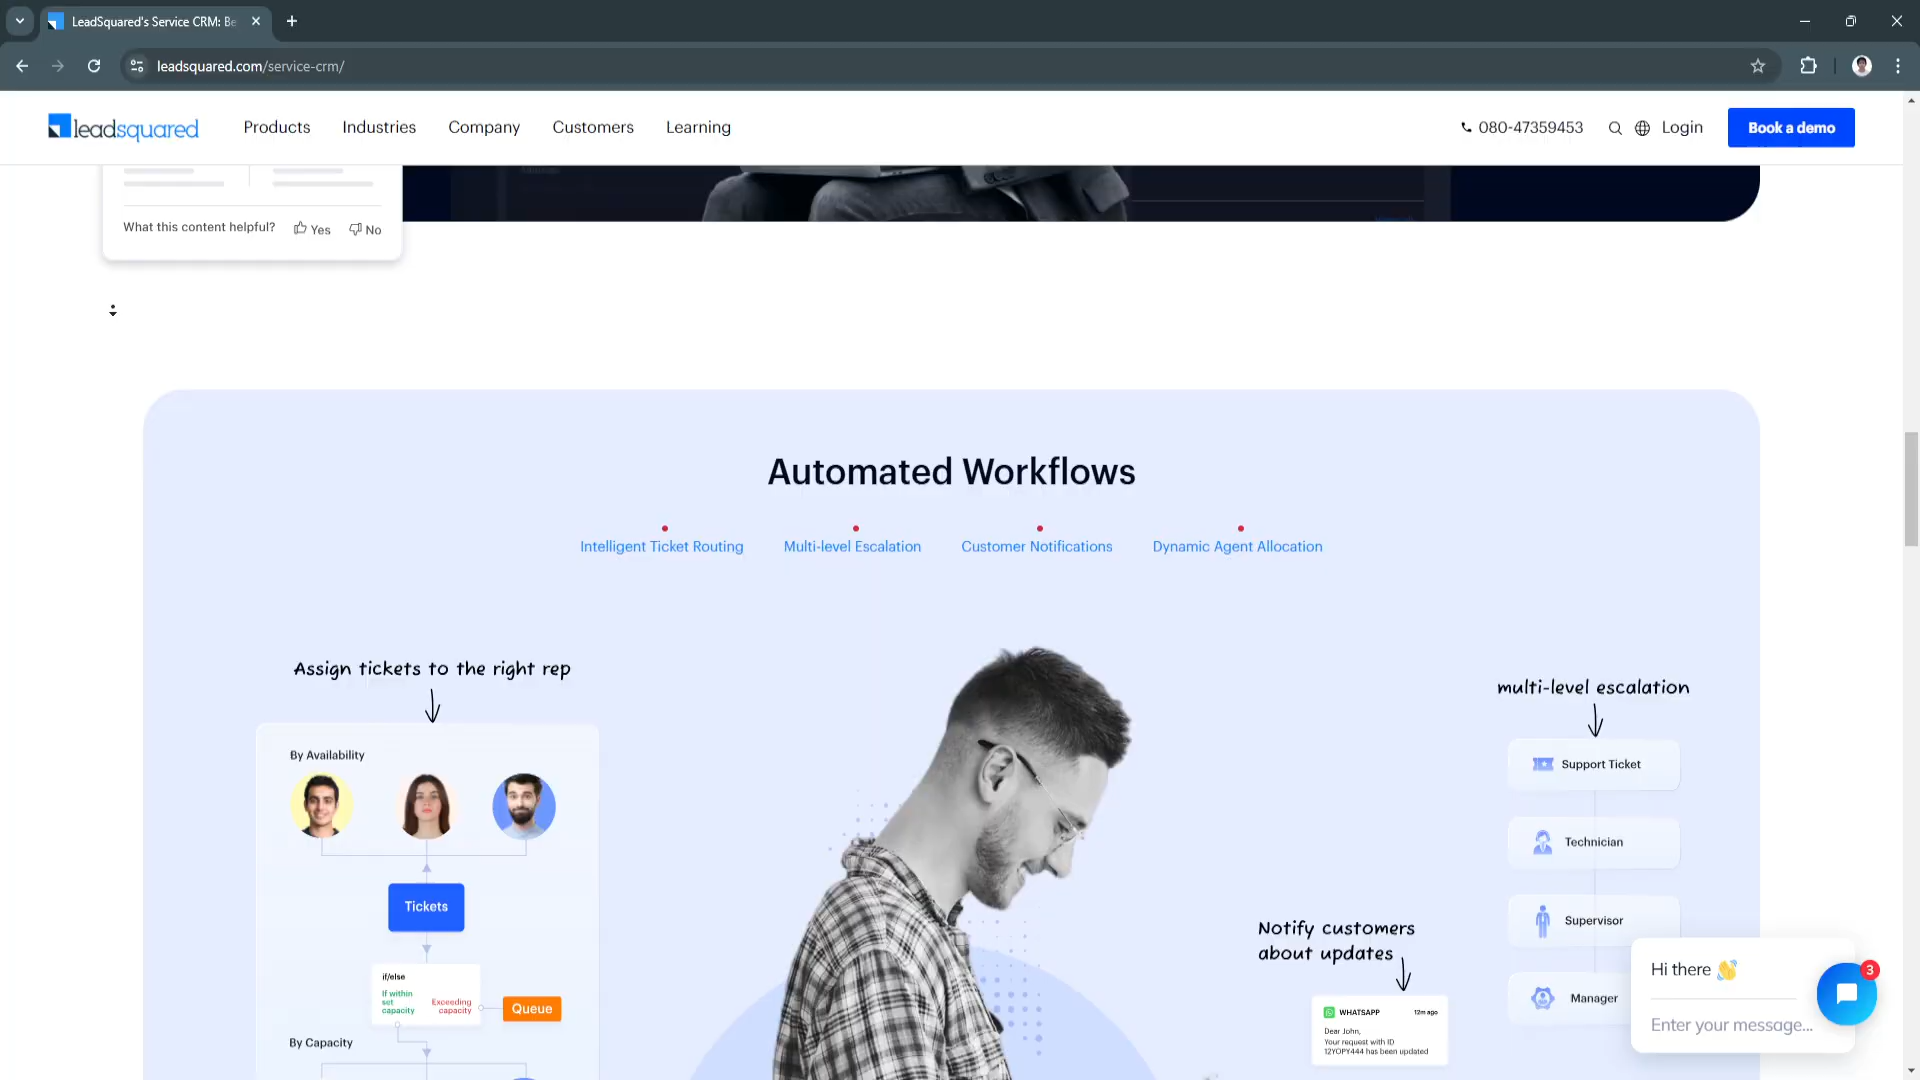 LeadSquared's Service CRM: Be
leadsquared.com/service-crm/
leadsquared
Products
Industries
Company
Customers
Learning
080-47359453
Login
Book a demo
What this content helpful?
Yes
No
Automated Workflows
Intelligent Ticket Routing
Multi-level Escalation
Customer Notifications
Dynamic Agent Allocation
Assign tickets to the right rep
multi-level escalation
By Availability
Support Ticket
Technician
Tickets
Supervisor
Notify customers
about updates
Hi there 👋
3
if/else
If within
set
capacity
Exceeding
capacity
Queue
Manager
WHATSAPP
12m ago
Dear John,
Your request with ID
12YOPY444 has been updated
Enter your message...
By Capacity